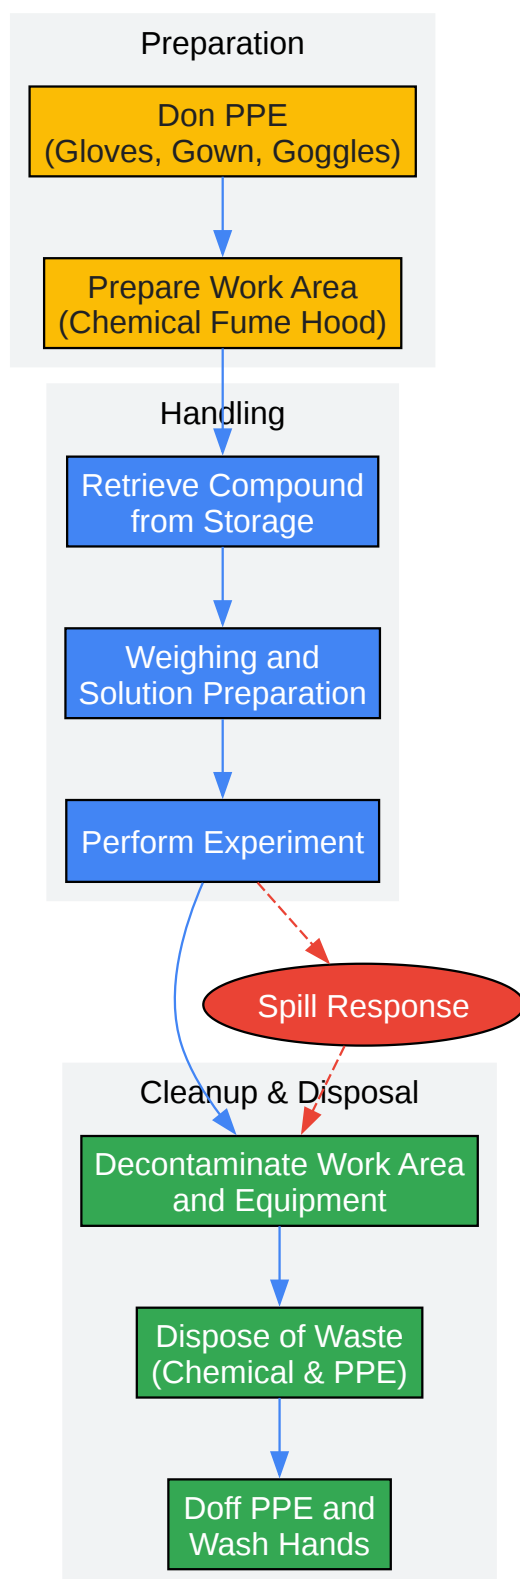 Preparation
Don PPE
(Gloves, Gown, Goggles)
Prepare Work Area
(Chemical Fume Hood)
Handling
Retrieve Compound
from Storage
Weighing and
Solution Preparation
Perform Experiment
Spill Response
Cleanup & Disposal
Decontaminate Work Area
and Equipment
Dispose of Waste
(Chemical & PPE)
Doff PPE and
Wash Hands